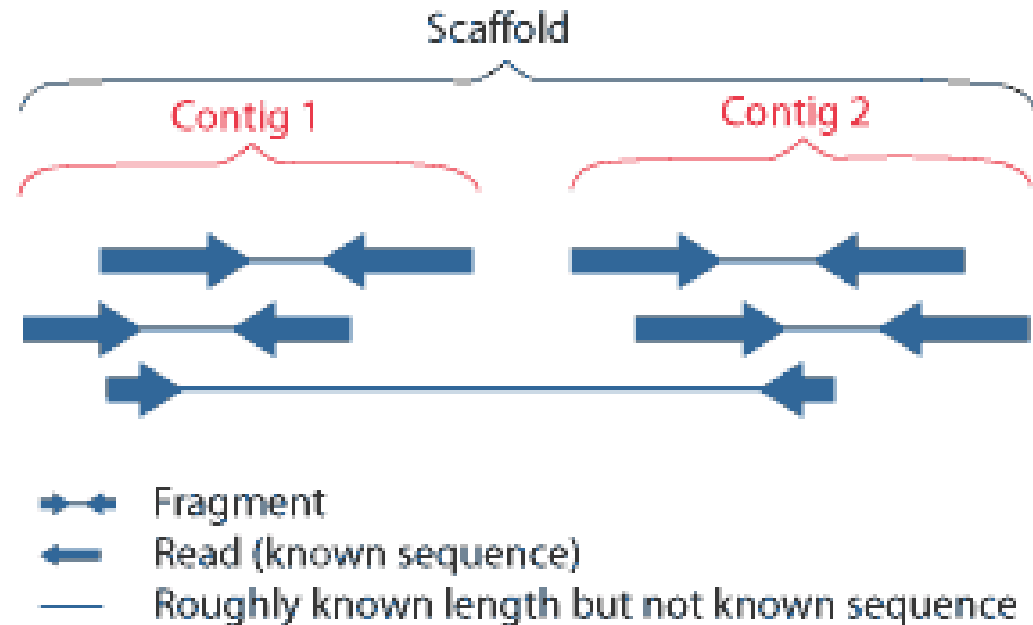 Scaffold
Contig 1
Contig 2
Fragment
Read (known sequence)
Roughly known length but not known sequence